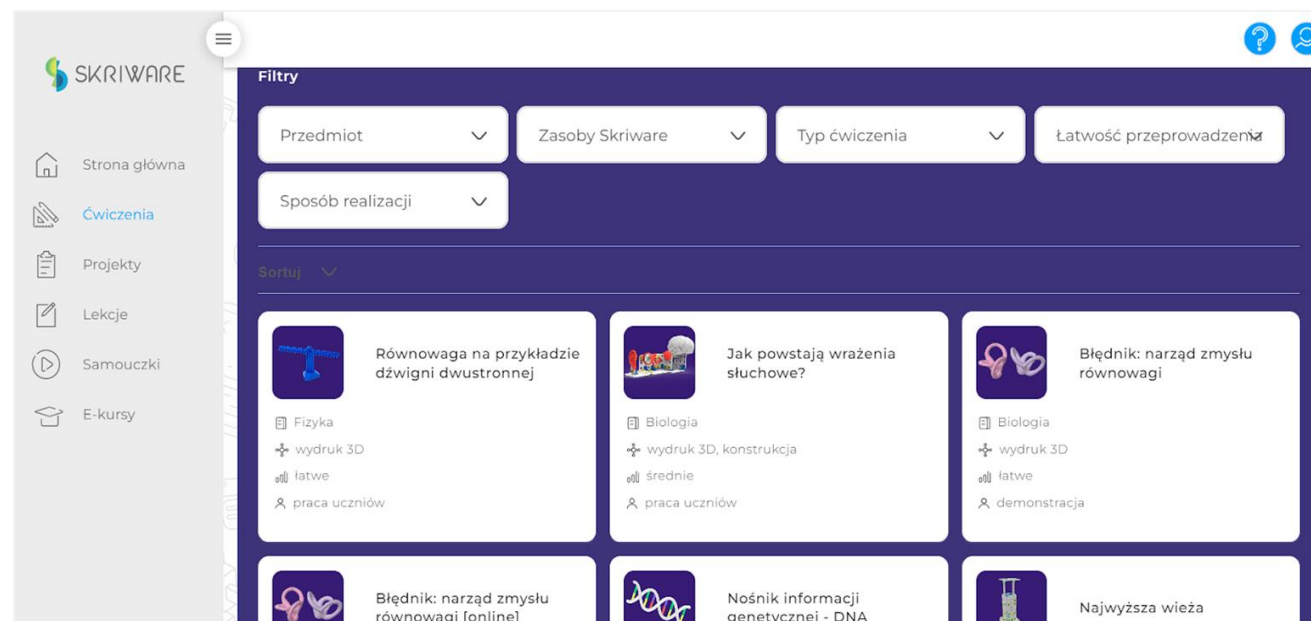 SKRIWARE
Strona główna
Ćwiczenia
Projekty
Lekcje
Samouczki
E-kursy
?
Filtry
Przedmiot
Zasoby Skriware
Typ ćwiczenia
Łatwość przeprowadzenia
Sposób realizacji
Sortuj
Równowaga na przykładzie
dźwigni dwustronnej
Fizyka
wydruk 3D
łatwe
praca uczniów
Jak powstają wrażenia
słuchowe?
Biologia
wydruk 3D, konstrukcja
średnie
praca uczniów
Błędnik: narząd zmysłu
równowagi
Biologia
wydruk 3D
łatwe
demonstracja
Błędnik: narząd zmysłu
równowagi [online]
Nośnik informacji
genetycznej - DNA
Najwyższa wieża